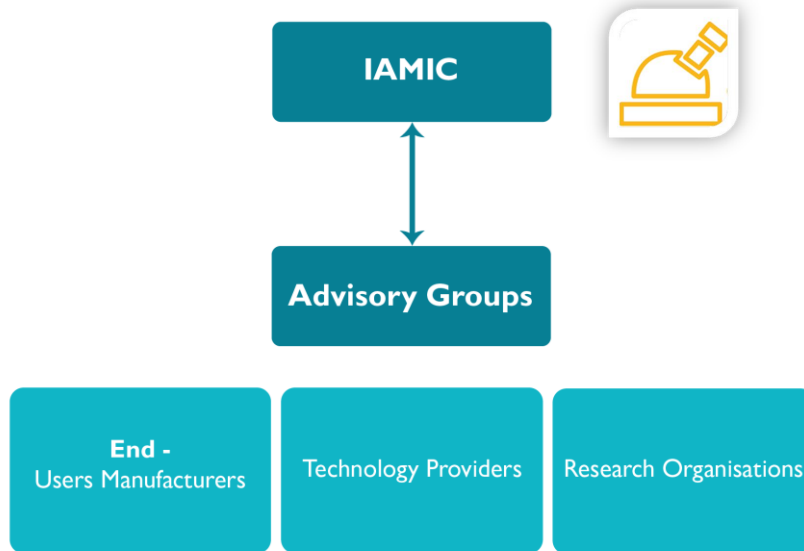 IAMIC
Advisory Groups
End -
Users Manufacturers
Technology Providers
Research Organisations